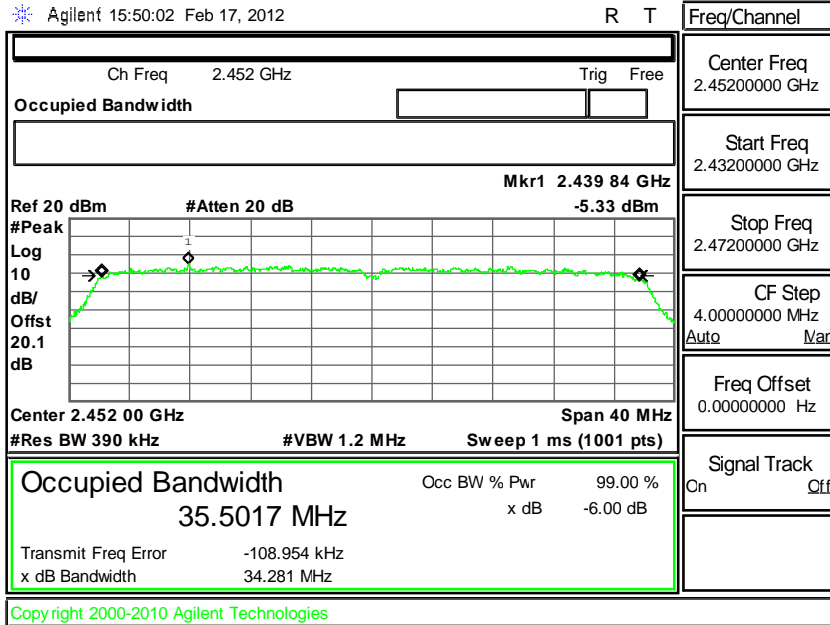 Agilent 15:50:02 Feb 17, 2012 R T
Freq/Channel
Ch Freq 2.452 GHz Trig Free
Occupied Bandwidth
Mkr1 2.439 84 GHz
Ref 20 dBm #Atten 20 dB -5.33 dBm
#Peak
Log
10
dB/
Offst
20.1
dB
1
Center 2.452 00 GHz Span 40 MHz
#Res BW 390 kHz #VBW 1.2 MHz Sweep 1 ms (1001 pts)
Occupied Bandwidth Occ BW % Pwr 99.00 %
35.5017 MHz x dB -6.00 dB
Transmit Freq Error -108.954 kHz
x dB Bandwidth 34.281 MHz
Copyright 2000-2010 Agilent Technologies
Center Freq
2.45200000 GHz
Start Freq
2.43200000 GHz
Stop Freq
2.47200000 GHz
CF Step
4.00000000 MHz
Auto Man
Freq Offset
0.00000000 Hz
Signal Track
On Off